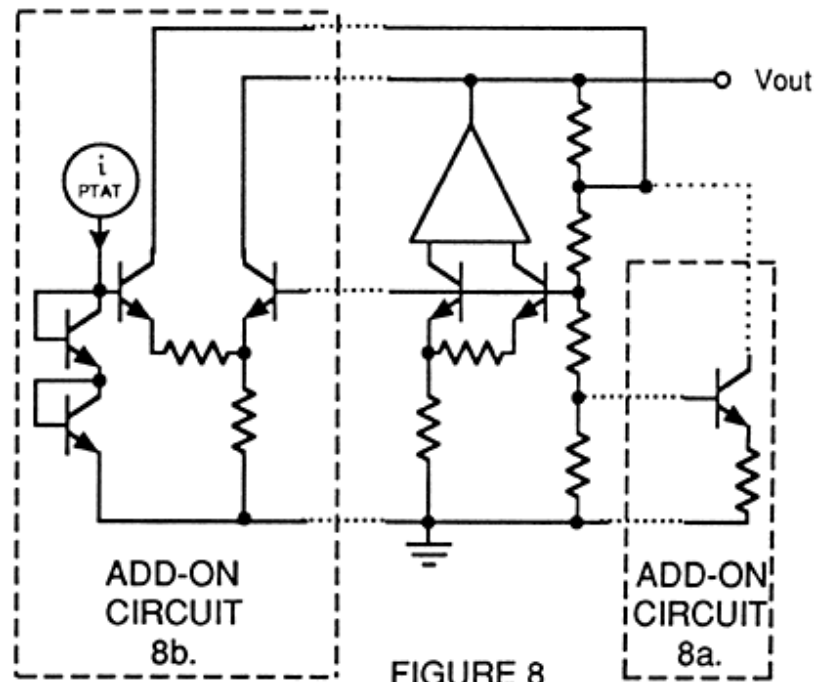 Vout
i
PTAT
ADD-ON
CIRCUIT
8b.
ADD-ON
CIRCUIT
8a.
FIGURE 8